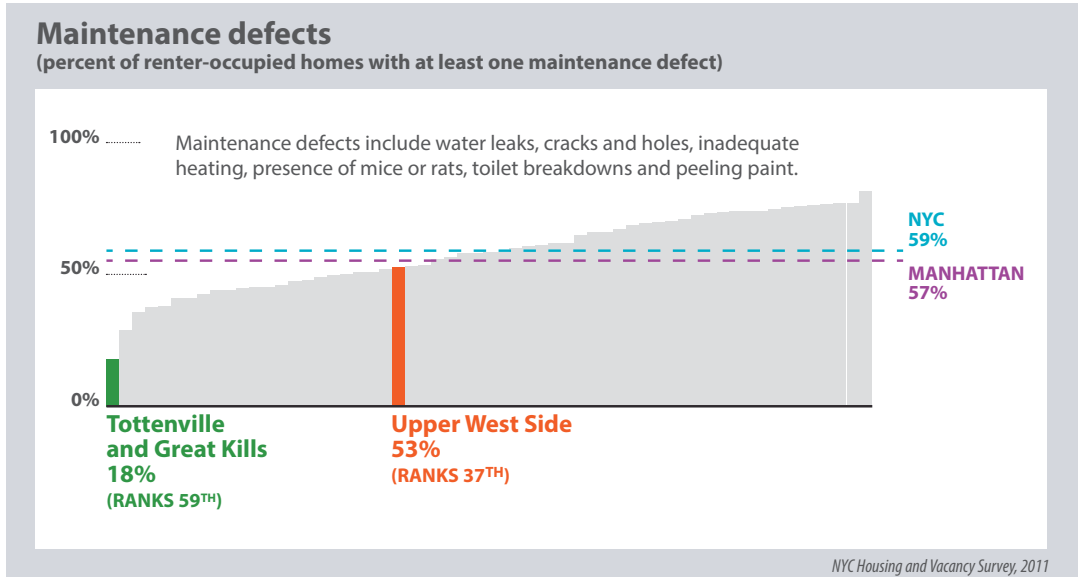 Maintenance defects
(percent of renter-occupied homes with at least one maintenance defect)
100%
Maintenance defects include water leaks, cracks and holes, inadequate
heating, presence of mice or rats, toilet breakdowns and peeling paint.
NYC
59%
50%
MANHATTAN
57%
0%
Tottenville
and Great Kills
18%
(RANKS 59TH)
Upper West Side
53%
(RANKS 37TH)
NYC Housing and Vacancy Survey, 2011